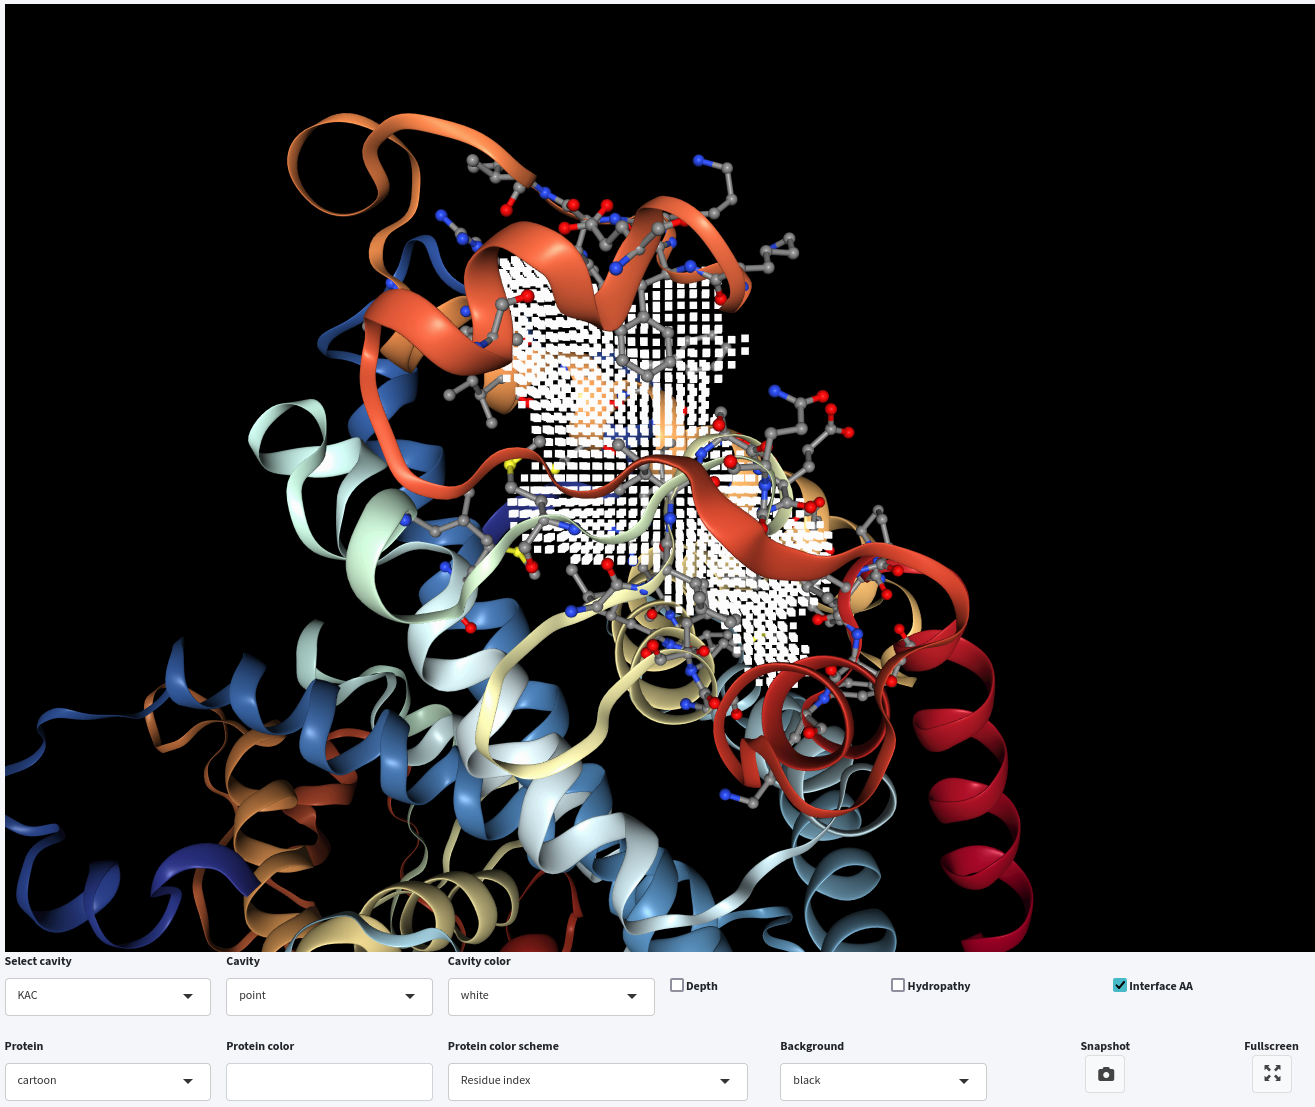 Select cavity Cavity Cavity color
KAC point white Depth Hydropathy Interface AA
Protein Protein color Protein color scheme Background Snapshot Fullscreen
cartoon Residue index black